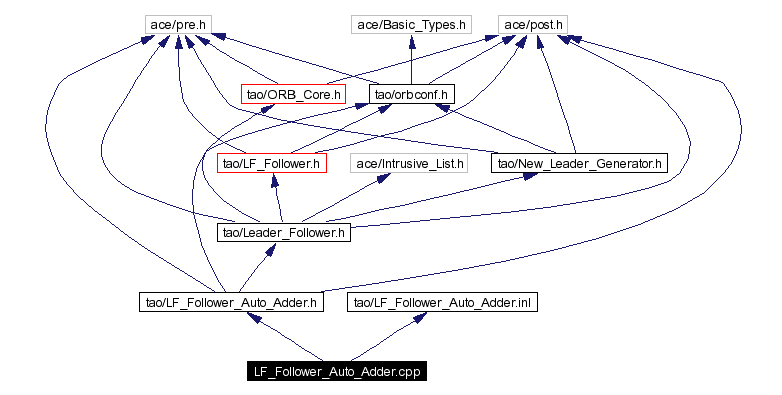 ace/pre.h
ace/Basic_Types.h
ace/post.h
tao/ORB_Core.h
tao/orbconf.h
tao/LF_Follower.h
ace/Intrusive_List.h
tao/New_Leader_Generator.h
tao/Leader_Follower.h
tao/LF_Follower_Auto_Adder.h
tao/LF_Follower_Auto_Adder.inl
LF_Follower_Auto_Adder.cpp